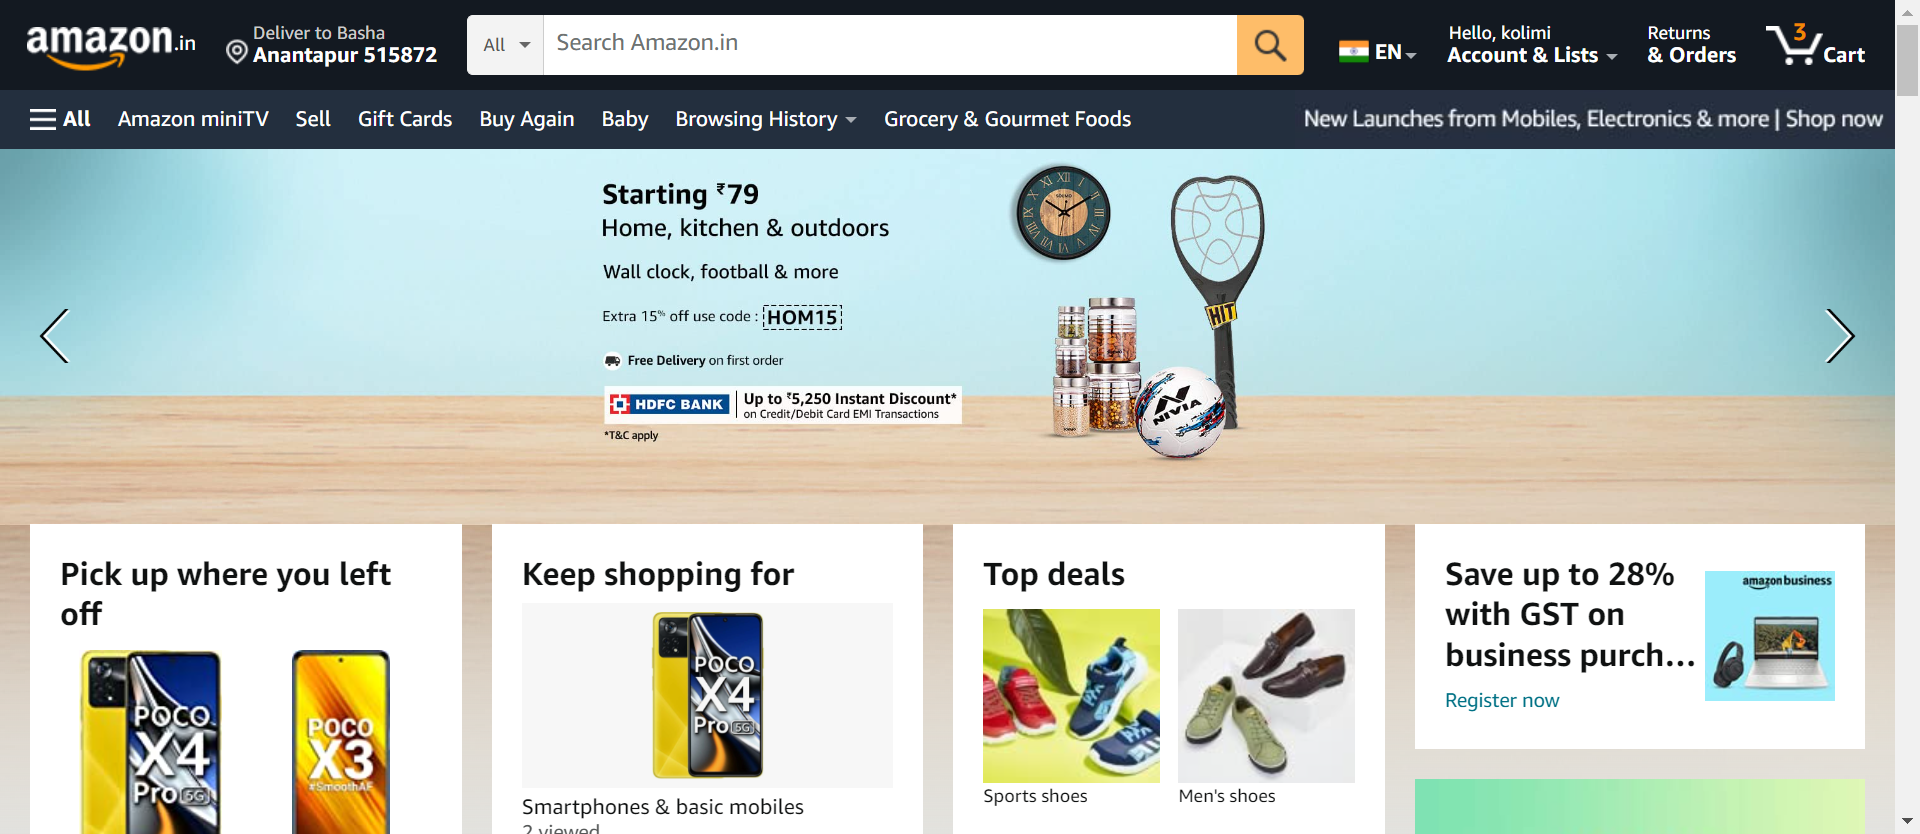 amazon.in
Deliver to Basha
Anantapur 515872
All
Search Amazon.in
EN
Hello, kolimi
Account & Lists
Returns
& Orders
3
Cart
All
Amazon miniTV
Sell
Gift Cards
Buy Again
Baby
Browsing History
Grocery & Gourmet Foods
New Launches from Mobiles, Electronics & more | Shop now
Starting ₹79
Home, kitchen & outdoors
Wall clock, football & more
Extra 15% off use code : HOM15
Free Delivery on first order
HDFC BANK
Up to ₹5,250 Instant Discount*
on Credit/Debit Card EMI Transactions
*T&C apply
HIT
NIVIA
Pick up where you left
off
POCO
X4
Pro 5G
POCO
X3
#SmoothAF
Keep shopping for
POCO
X4
Pro 5G
Smartphones & basic mobiles
2 viewed
Top deals
Sports shoes
Men's shoes
Save up to 28%
with GST on
business purch...
Register now
amazon business